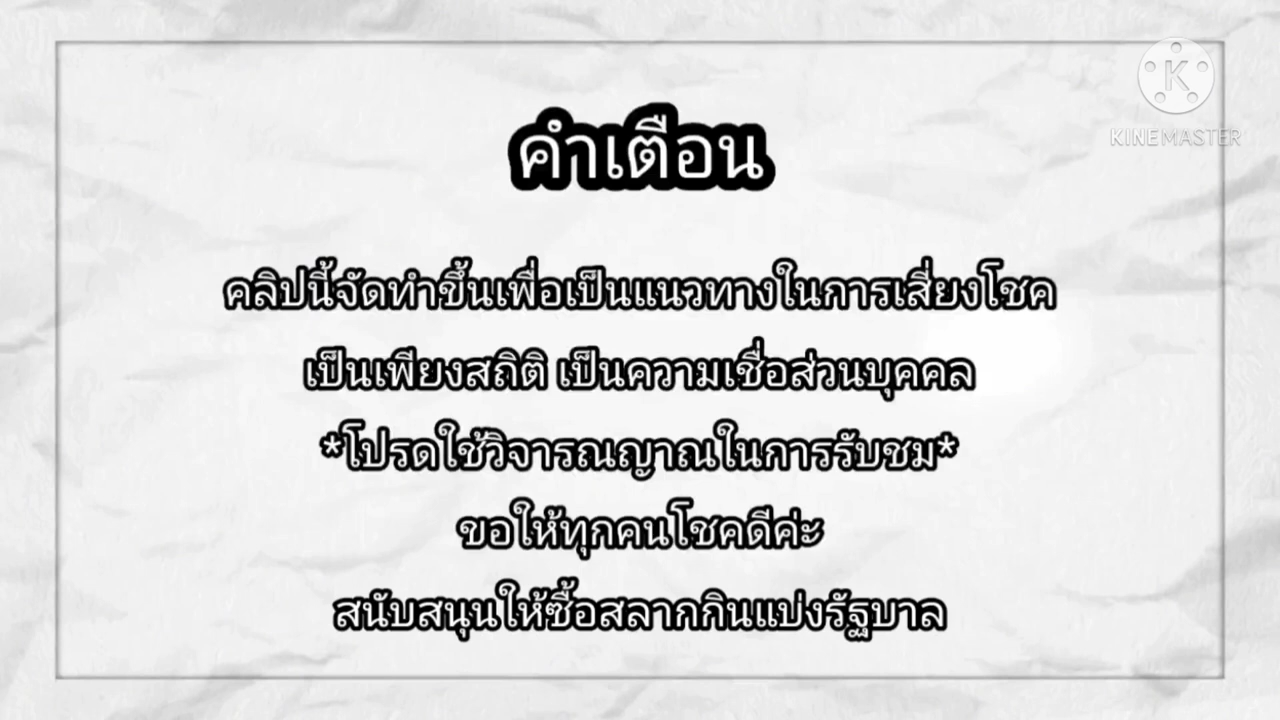 KINEMASTER
คำเตือน
คลิปนี้จัดทำขึ้นเพื่อเป็นแนวทางในการเสี่ยงโชค
เป็นเพียงสถิติ เป็นความเชื่อส่วนบุคคล
*โปรดใช้วิจารณญาณในการรับชม*
ขอให้ทุกคนโชคดีค่ะ
สนับสนุนให้ซื้อสลากกินแบ่งรัฐบาล